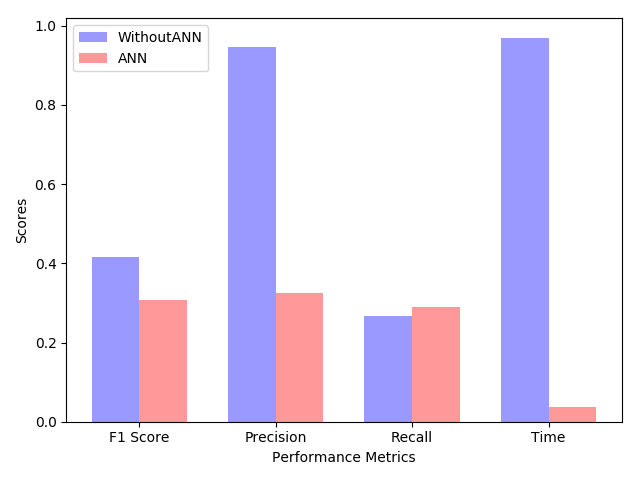 WithoutANN
ANN
1.0
0.8
0.6
0.4
0.2
0.0
Scores
F1 Score Precision Recall Time
Performance Metrics